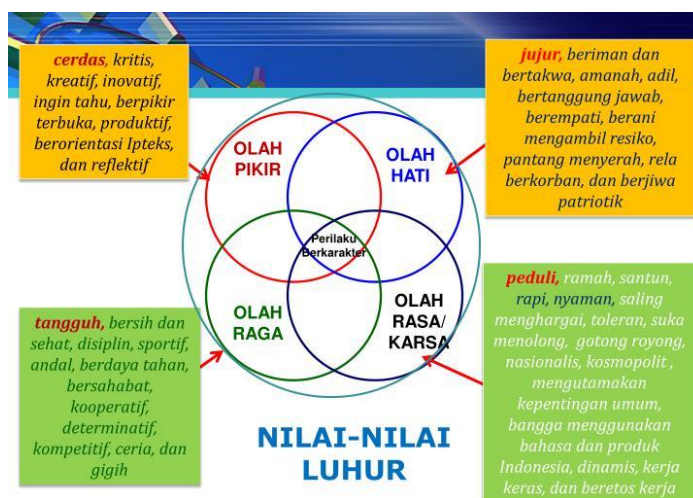 cerdas, kritis,
kreatif, inovatif,
ingin tahu, berpikir
terbuka, produktif,
berorientasi Ipteks,
dan reflektif
jujur, beriman dan
bertakwa, amanah, adil,
bertanggung jawab,
berempati, berani
mengambil resiko,
pantang menyerah, rela
berkorban, dan berjiwa
patriotik
OLAH
PIKIR
OLAH
HATI
Perilaku
Berkarakter
OLAH
RAGA
OLAH
RASA/
KARSA
tangguh, bersih dan
sehat, disiplin, sportif,
andal, berdaya tahan,
bersahabat,
kooperatif,
determinatif,
kompetitif, ceria, dan
gigih
peduli, ramah, santun,
rapi, nyaman, saling
menghargai, toleran, suka
menolong, gotong royong,
nasionalis, kosmopolit ,
mengutamakan
kepentingan umum,
bangga menggunakan
bahasa dan produk
Indonesia, dinamis, kerja
keras, dan beretos kerja
NILAI-NILAI
LUHUR